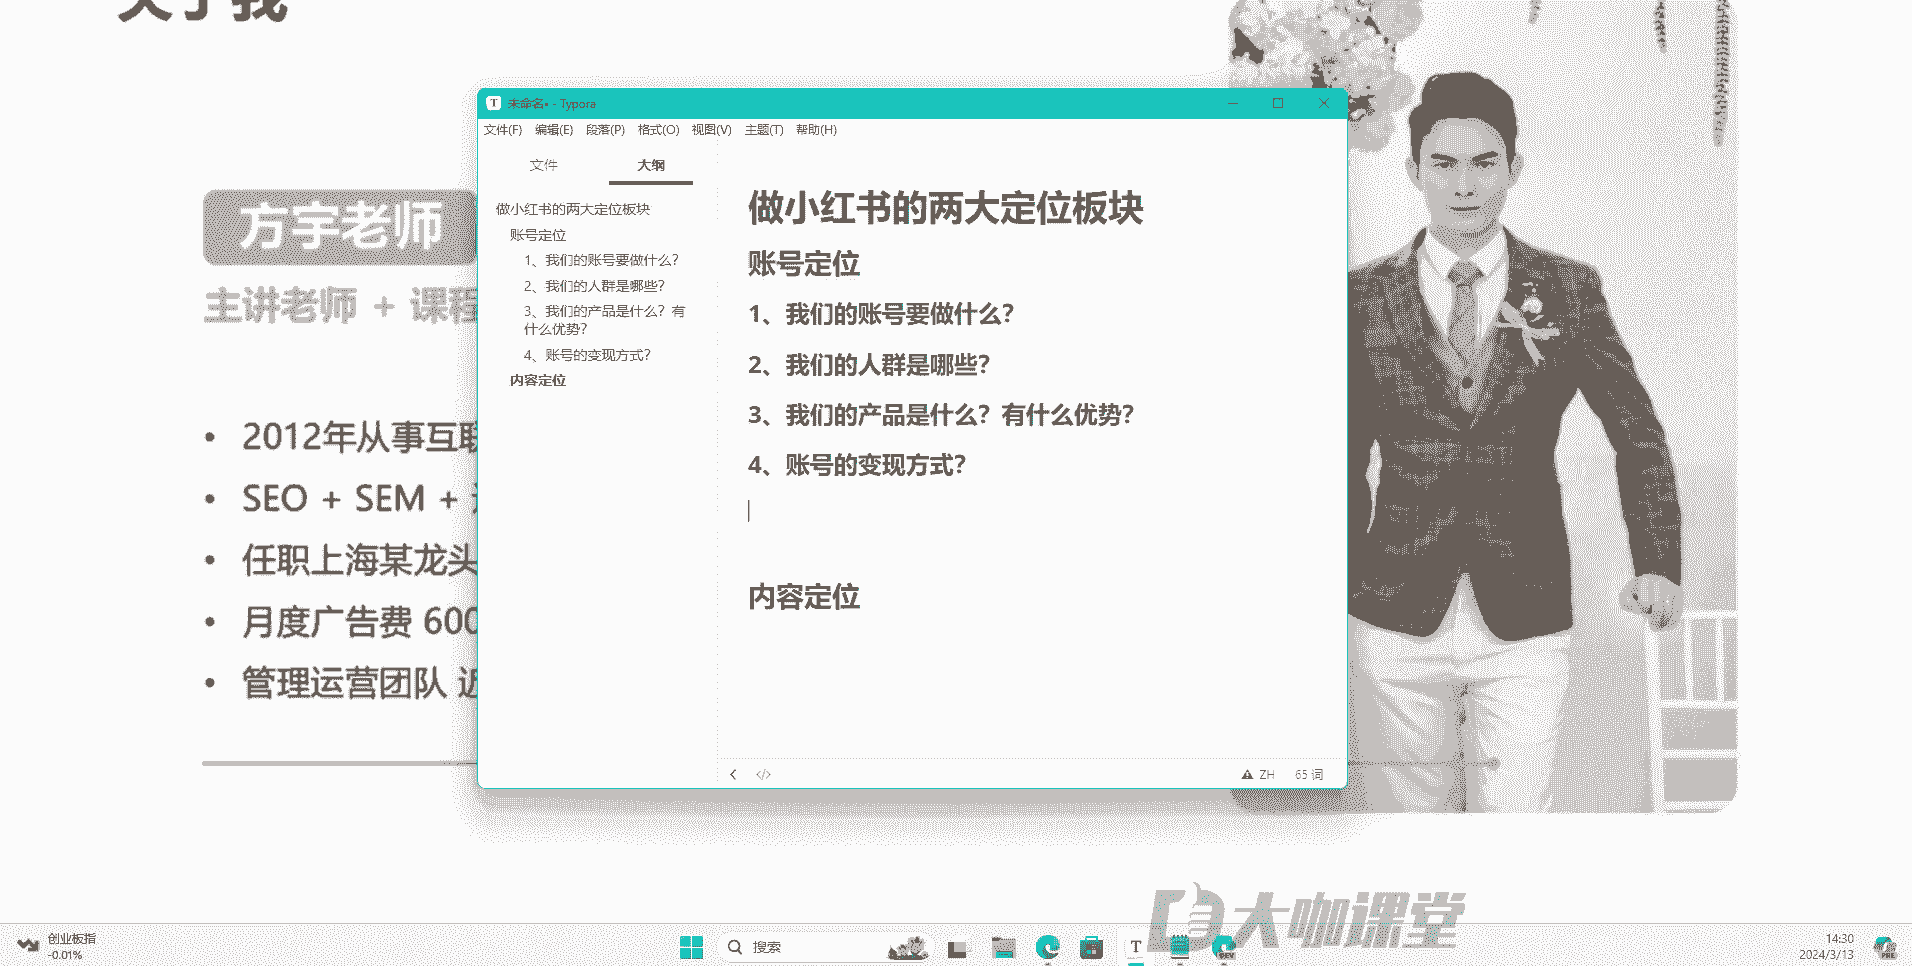 关于我
方宇老师
主讲老师 + 课程
2012年从事互联
SEO + SEM +
任职上海某龙头
月度广告费 600
管理运营团队 近
未命名• - Typora
文件(F) 编辑(E) 段落(P) 格式(O) 视图(V) 主题(T) 帮助(H)
文件 大纲
做小红书的两大定位板块
账号定位
1、我们的账号要做什么？
2、我们的人群是哪些？
3、我们的产品是什么？有
什么优势？
4、账号的变现方式？
内容定位
做小红书的两大定位板块
账号定位
1、我们的账号要做什么？
2、我们的人群是哪些？
3、我们的产品是什么？有什么优势？
4、账号的变现方式？
内容定位
ZH 65 词
大咖课堂
创业板指
-0.01%
搜索
T
DEV
14:30
2024/3/13
PRE